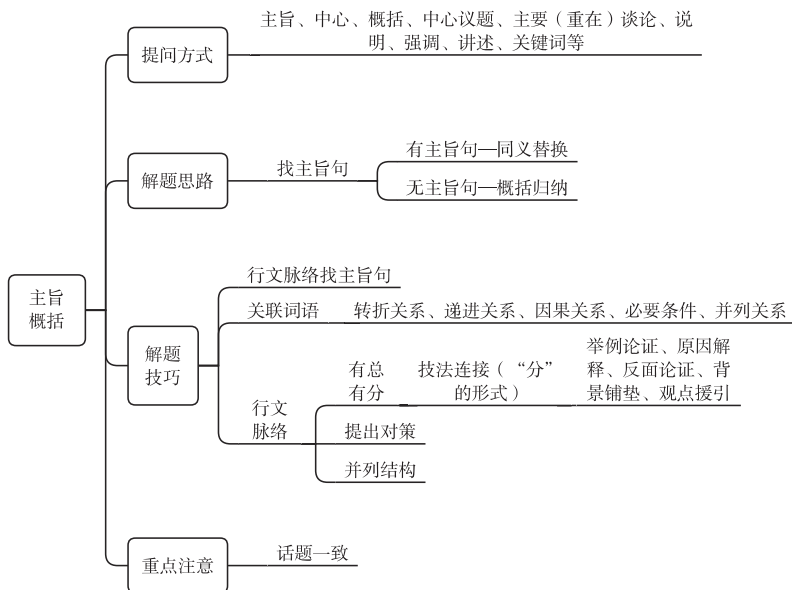 主旨、中心、概括、中心议题、主要（重在）谈论、说
明、强调、讲述、关键词等
提问方式
有主旨句—同义替换
找主旨句
解题思路
无主旨句—概括归纳
行文脉络找主旨句
主旨
概括
关联词语
转折关系、递进关系、因果关系、必要条件、并列关系
解题
技巧
有总
有分
技法连接（“分”
的形式）
举例论证、原因解
释、反面论证、背
景铺垫、观点援引
行文
脉络
提出对策
并列结构
话题一致
重点注意